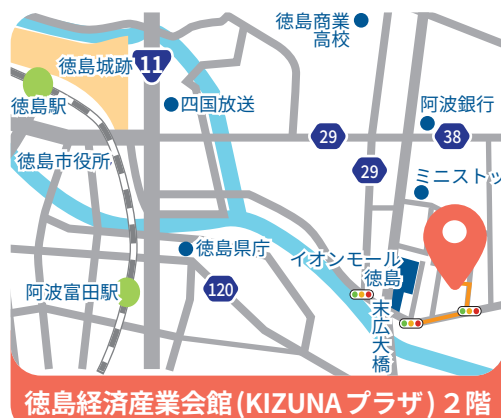 徳島商業
高校
徳島城跡
11
徳島駅
四国放送
阿波銀行
29
38
徳島市役所
29
ミニストッ
徳島県庁
イオンモール
徳島
阿波富田駅
120
末広大橋
徳島経済産業会館(KIZUNAプラザ)2階